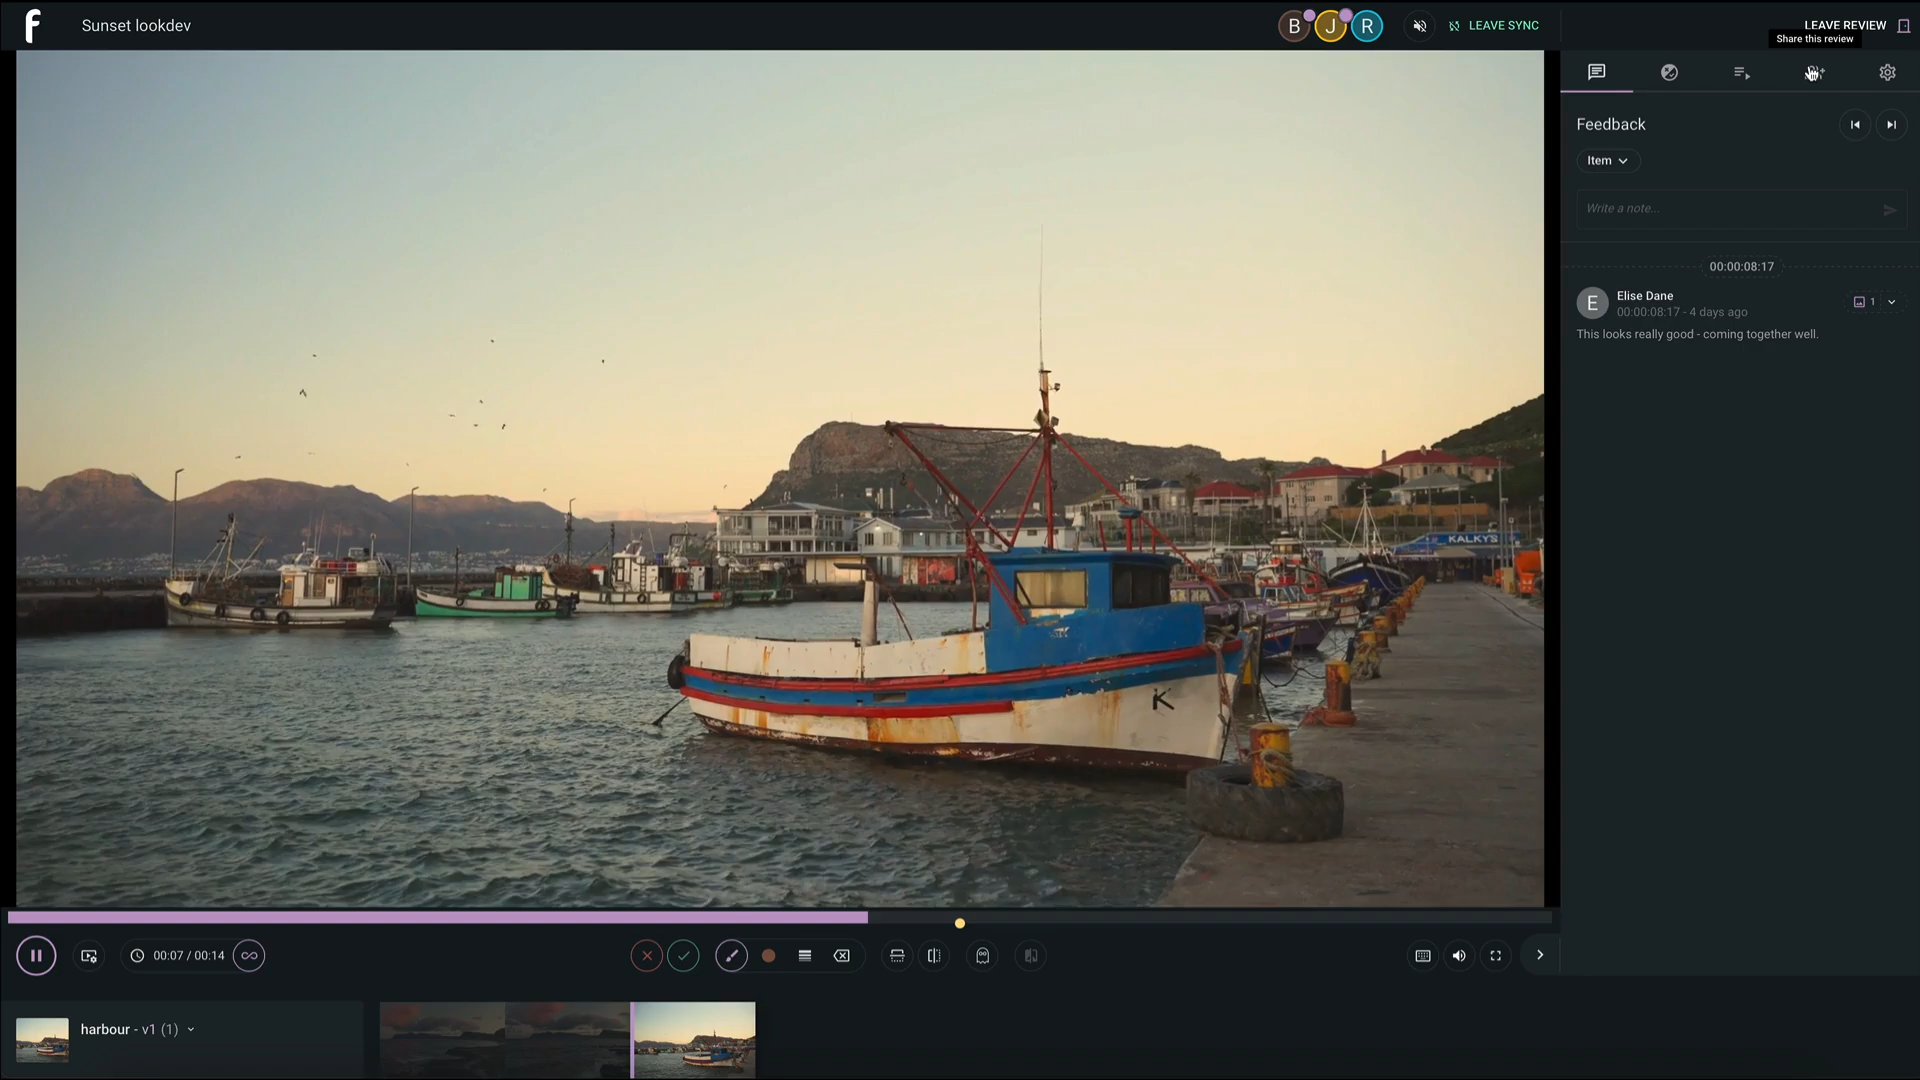 f
Sunset lookdev
B
J
R
LEAVE SYNC
LEAVE REVIEW
Share this review
Feedback
Item
Write a note...
00:00:08:17
E
Elise Dane
00:00:08:17 - 4 days ago
1
This looks really good - coming together well.
KALKYS
K
00:07 / 00:14
harbour - v1 (1)